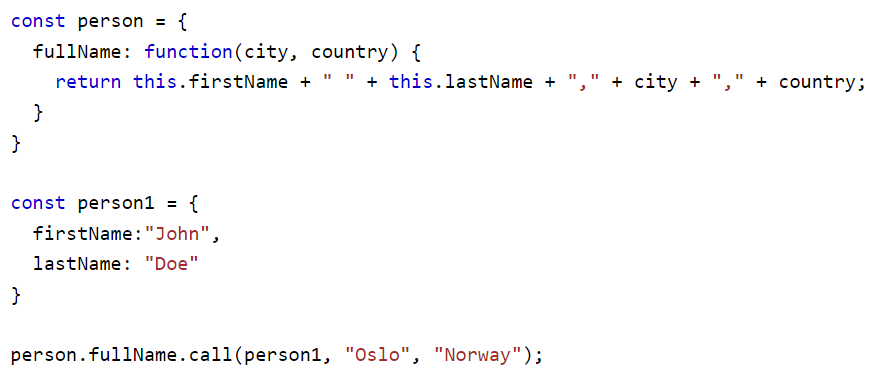 const person = {
  fullName: function(city, country) {
    return this.firstName + " " + this.lastName + "," + city + "," + country;
  }
}

const person1 = {
  firstName:"John",
  lastName: "Doe"
}

person.fullName.call(person1, "Oslo", "Norway");